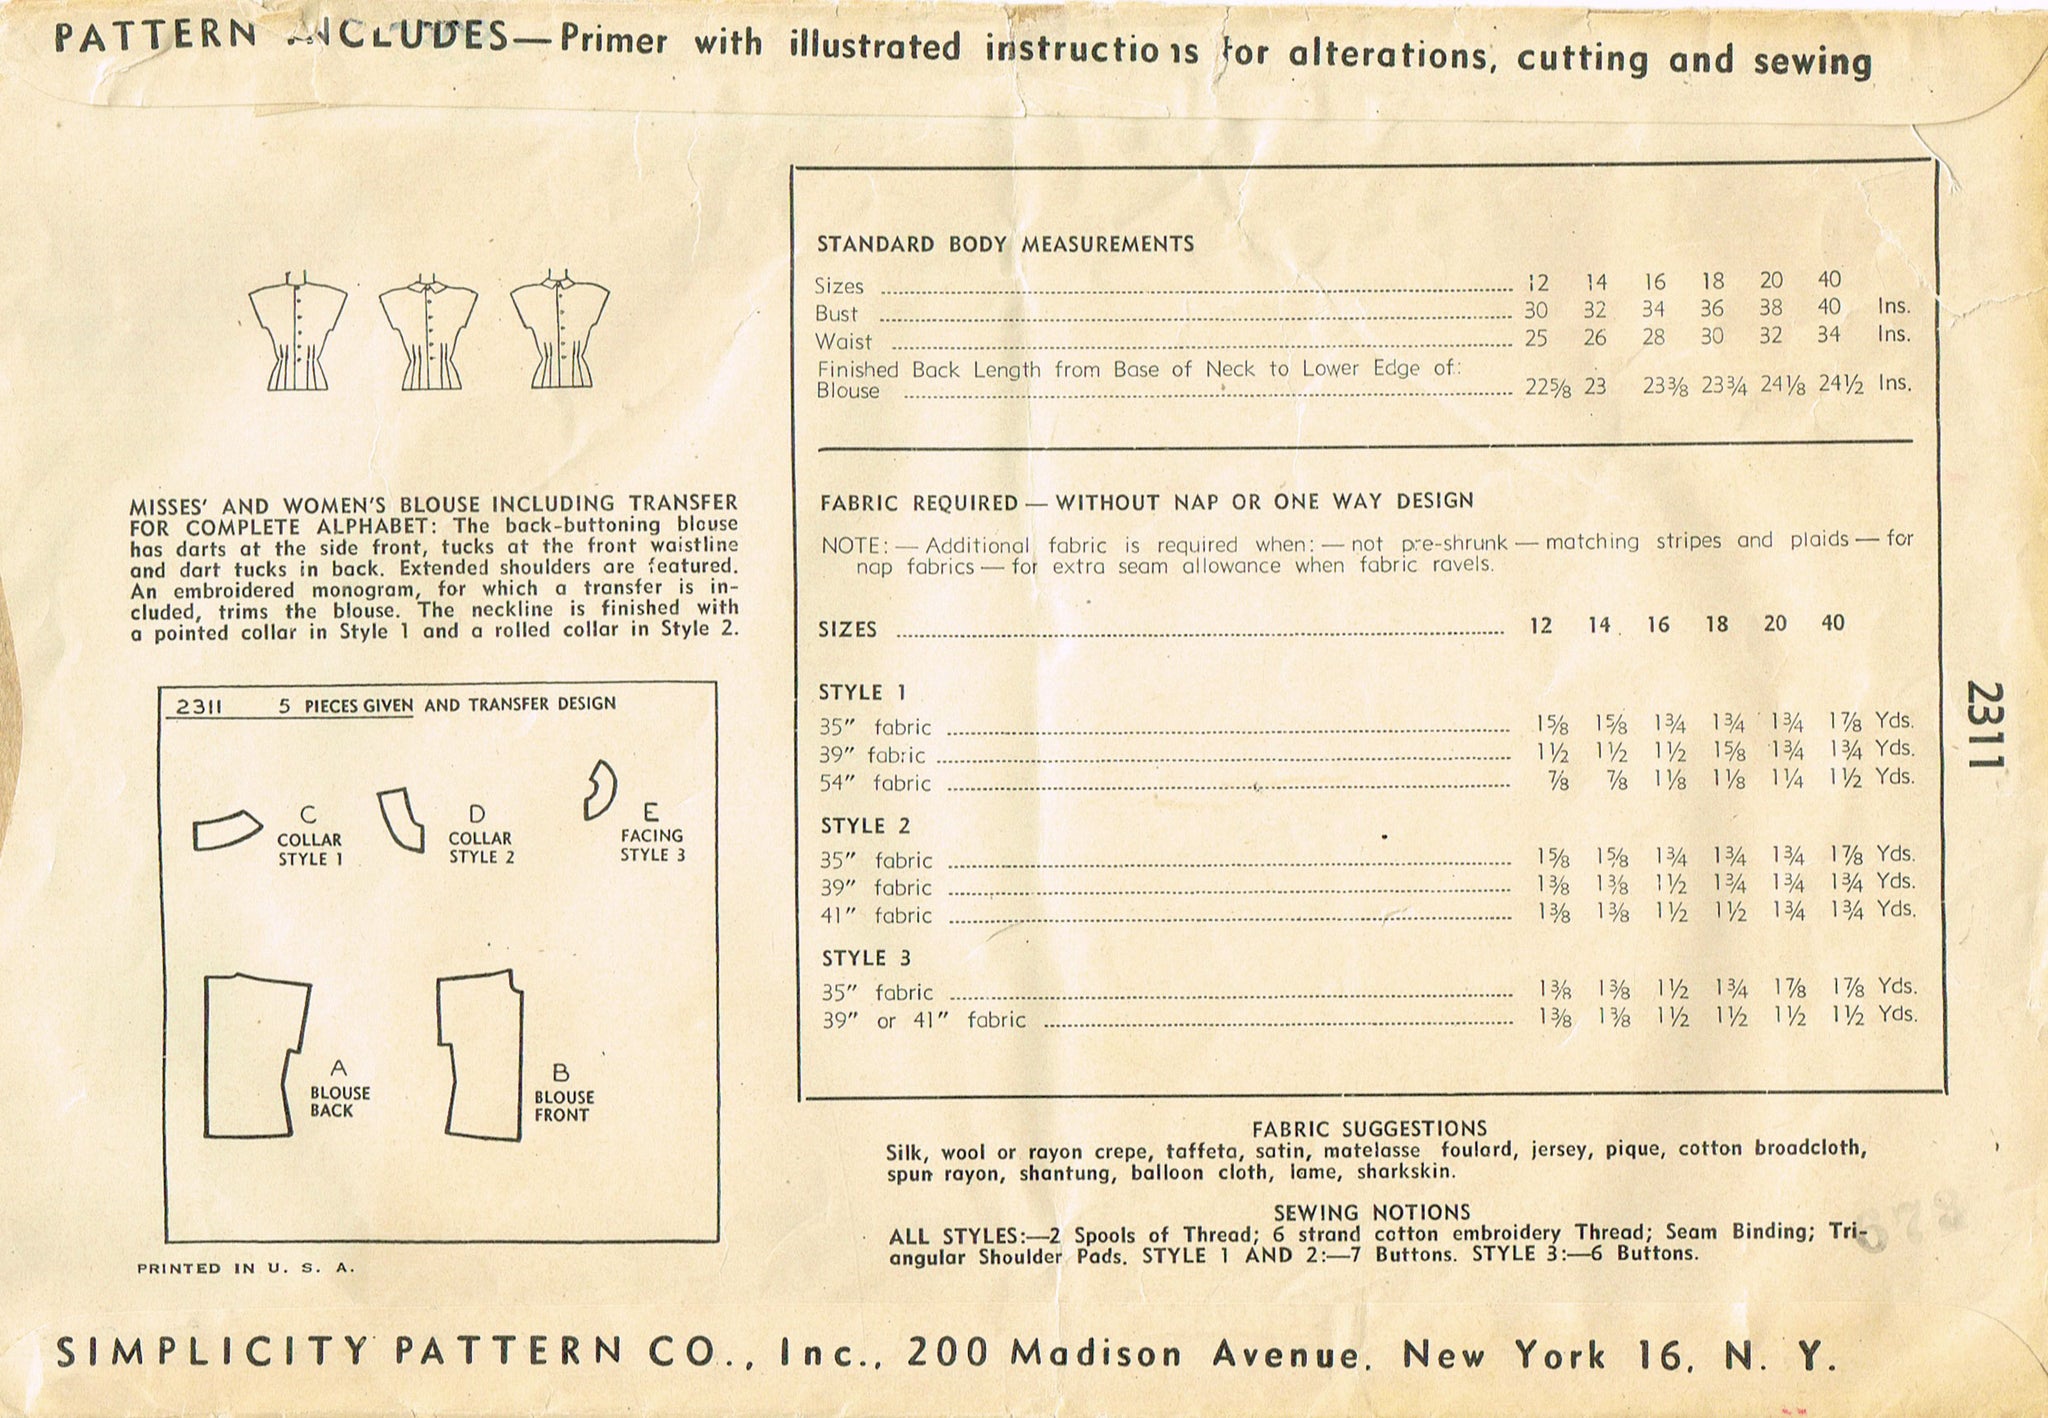 PATTERN INCLUDES—Primer with illustrated instructions for alterations, cutting and sewing
MISSES' AND WOMEN'S BLOUSE INCLUDING TRANSFER
FOR COMPLETE ALPHABET: The back-buttoning blouse
has darts at the side front, tucks at the front waistline
and dart tucks in back. Extended shoulders are featured.
An embroidered monogram, for which a transfer is in-
cluded, trims the blouse. The neckline is finished with
a pointed collar in Style 1 and a rolled collar in Style 2.
2311 5 PIECES GIVEN AND TRANSFER DESIGN
C
COLLAR
STYLE 1
D
COLLAR
STYLE 2
E
FACING
STYLE 3
A
BLOUSE
BACK
B
BLOUSE
FRONT
PRINTED IN U. S. A.
STANDARD BODY MEASUREMENTS
Sizes 12 14 16 18 20 40
Bust 30 32 34 36 38 40 Ins.
Waist 25 26 28 30 32 34 Ins.
Finished Back Length from Base of Neck to Lower Edge of:
Blouse 22⅝ 23 23⅜ 23¾ 24⅛ 24½ Ins.
FABRIC REQUIRED — WITHOUT NAP OR ONE WAY DESIGN
NOTE: — Additional fabric is required when: — not pre-shrunk — matching stripes and plaids — for
nap fabrics — for extra seam allowance when fabric ravels.
SIZES 12 14 16 18 20 40
STYLE 1
35" fabric 1⅝ 1⅝ 1¾ 1¾ 1¾ 1⅞ Yds.
39" fabric 1½ 1½ 1½ 1⅝ 1¾ 1¾ Yds.
54" fabric ⅞ ⅞ 1⅛ 1⅛ 1¼ 1½ Yds.
STYLE 2
35" fabric 1⅝ 1⅝ 1¾ 1¾ 1¾ 1⅞ Yds.
39" fabric 1⅜ 1⅜ 1½ 1¾ 1¾ 1¾ Yds.
41" fabric 1⅜ 1⅜ 1½ 1½ 1¾ 1¾ Yds.
STYLE 3
35" fabric 1⅜ 1⅜ 1½ 1¾ 1⅞ 1⅞ Yds.
39" or 41" fabric 1⅜ 1⅜ 1½ 1½ 1½ 1½ Yds.
2311
FABRIC SUGGESTIONS
Silk, wool or rayon crepe, taffeta, satin, matelasse foulard, jersey, pique, cotton broadcloth,
spun rayon, shantung, balloon cloth, lame, sharkskin.
SEWING NOTIONS
ALL STYLES:—2 Spools of Thread; 6 strand cotton embroidery Thread; Seam Binding; Tri-
angular Shoulder Pads. STYLE 1 AND 2:—7 Buttons. STYLE 3:—6 Buttons.
SIMPLICITY PATTERN CO., Inc., 200 Madison Avenue, New York 16, N. Y.